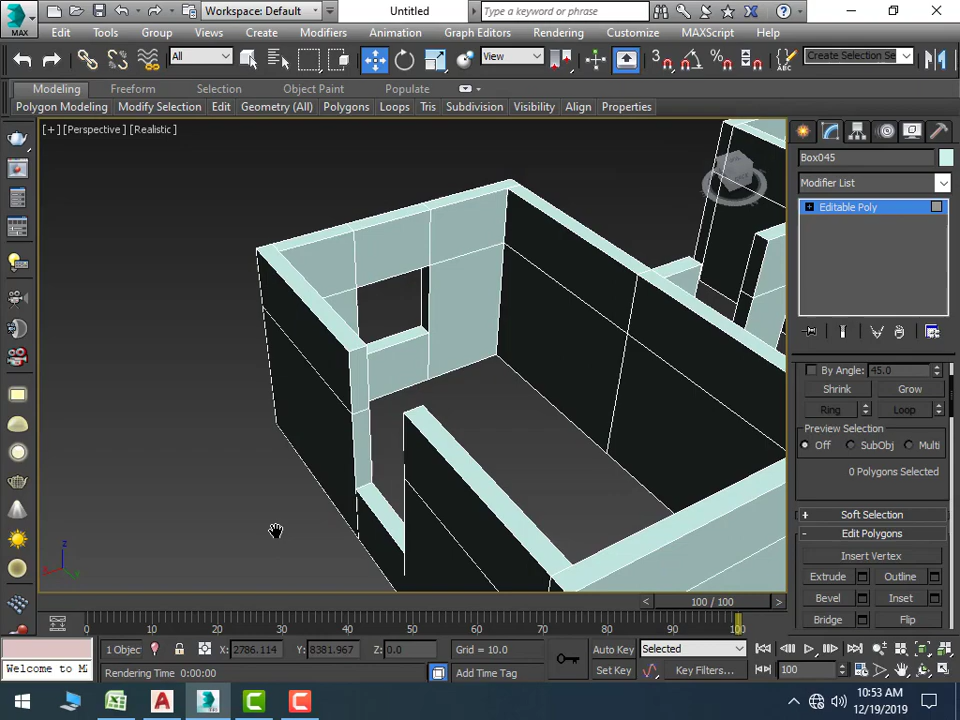 MAX
Workspace: Default
Untitled
Type a keyword or phrase
Edit Tools Group Views Create Modifiers Animation Graph Editors Rendering Customize MAXScript Help
All
View
3
Create Selection Se
Modeling Freeform Selection Object Paint Populate
Polygon Modeling Modify Selection Edit Geometry (All) Polygons Loops Tris Subdivision Visibility Align Properties
[+] [Perspective ] [Realistic ]
Box045
Modifier List
Editable Poly
By Angle: 45.0
Shrink Grow
Ring Loop
Preview Selection
Off SubObj Multi
0 Polygons Selected
+ Soft Selection
- Edit Polygons
Insert Vertex
Extrude Outline
Bevel Inset
Bridge Flip
z
x y
< 100 / 100 >
0 10 20 30 40 50 60 70 80 90 100
1 Object
X: 2786.114 Y: 8381.967 Z: 0.0
Grid = 10.0
Auto Key Selected
Welcome to M
Rendering Time 0:00:00
Add Time Tag
Set Key Key Filters...
100
10:53 AM
12/19/2019